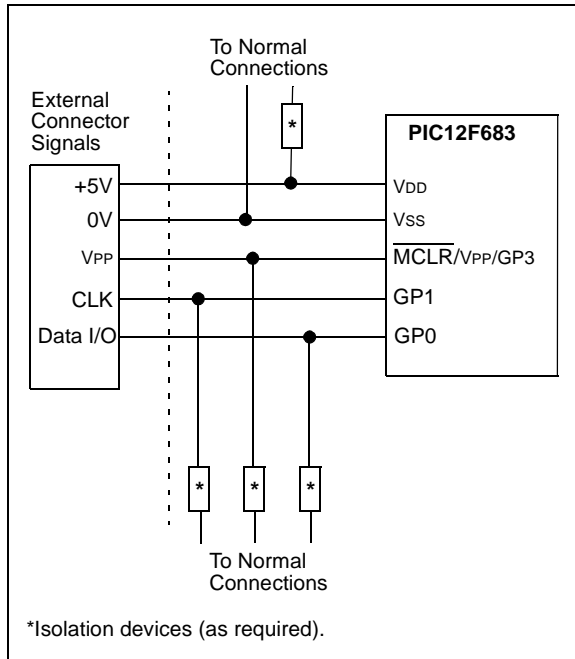 To Normal
Connections
External
Connector
Signals
*
PIC12F683
+5V
VDD
0V
VSS
VPP
MCLR/VPP/GP3
CLK
GP1
Data I/O
GP0
* * *
To Normal
Connections
*Isolation devices (as required).